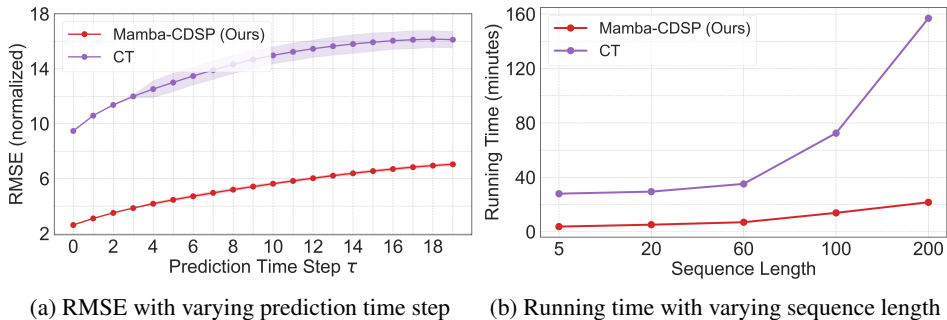 18
14
10
6
2
RMSE (normalized)
Mamba-CDSP (Ours)
CT
0 2 4 6 8 10 12 14 16 18
Prediction Time Step τ
(a) RMSE with varying prediction time step
160
120
80
40
0
Running Time (minutes)
Mamba-CDSP (Ours)
CT
5 20 60 100 200
Sequence Length
(b) Running time with varying sequence length